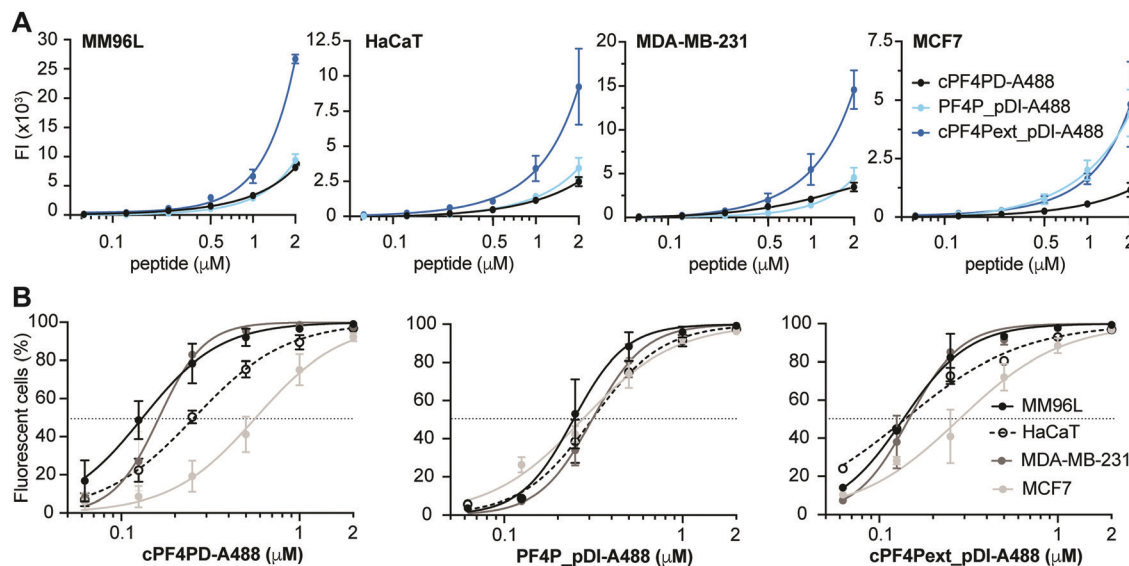 A
MM96L
HaCaT
MDA-MB-231
MCF7
cPF4PD-A488
PF4P_pDI-A488
cPF4Pext_pDI-A488
FI (x10³)
30
25
20
15
10
5
0
12.5
10
7.5
5.0
2.5
0
20
15
10
5
0
7.5
5
2.5
0
0.1 0.5 1 2
0.1 0.5 1 2
0.1 0.5 1 2
0.1 0.5 1 2
peptide (µM)
peptide (µM)
peptide (µM)
peptide (µM)
B
Fluorescent cells (%)
100
80
60
40
20
0
100
80
60
40
20
0
100
80
60
40
20
0
MM96L
HaCaT
MDA-MB-231
MCF7
0.1 1 2
0.1 1 2
0.1 1 2
cPF4PD-A488 (µM)
PF4P_pDI-A488 (µM)
cPF4Pext_pDI-A488 (µM)